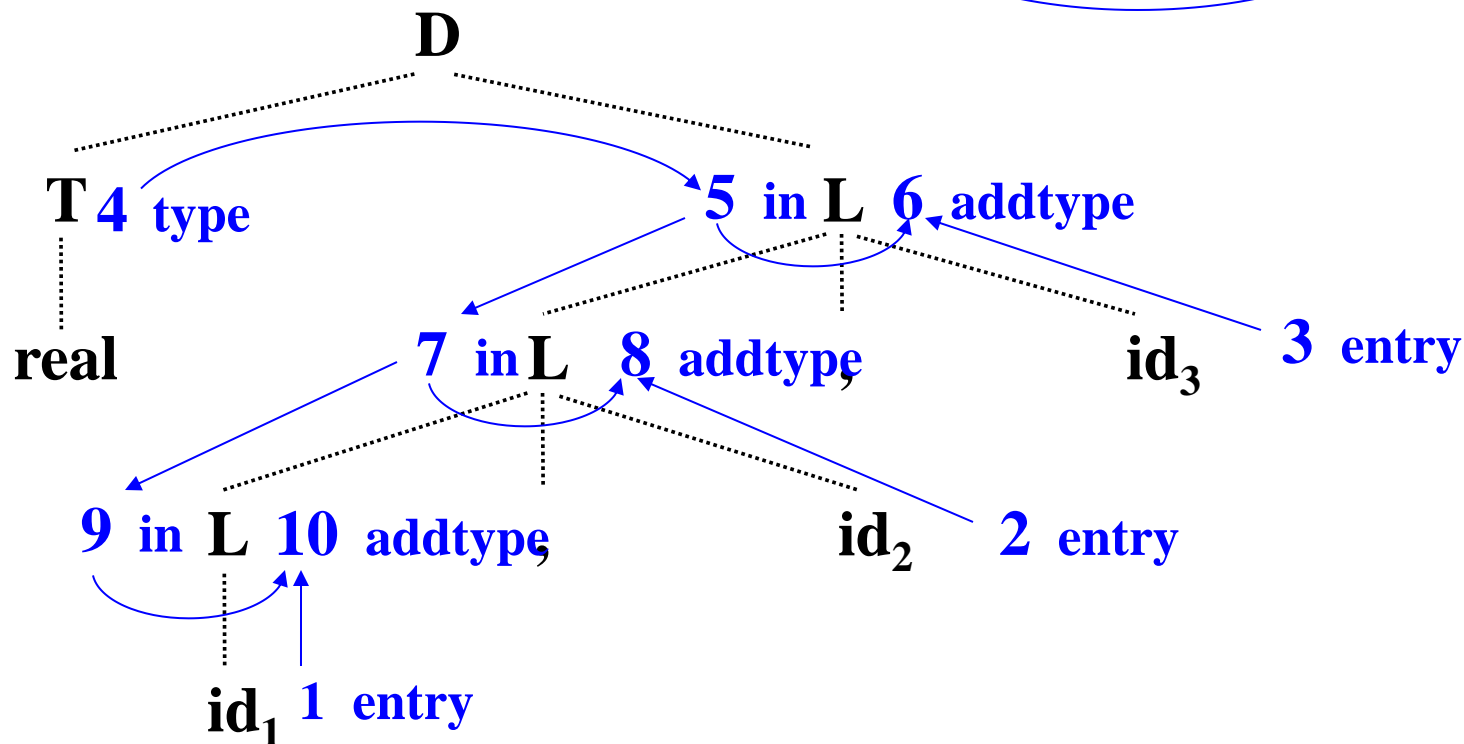 D
T 4 type 5 in L 6 addtype
real 7 in L 8 addtype , id₃ 3 entry
9 in L 10 addtype , id₂ 2 entry
id₁ 1 entry